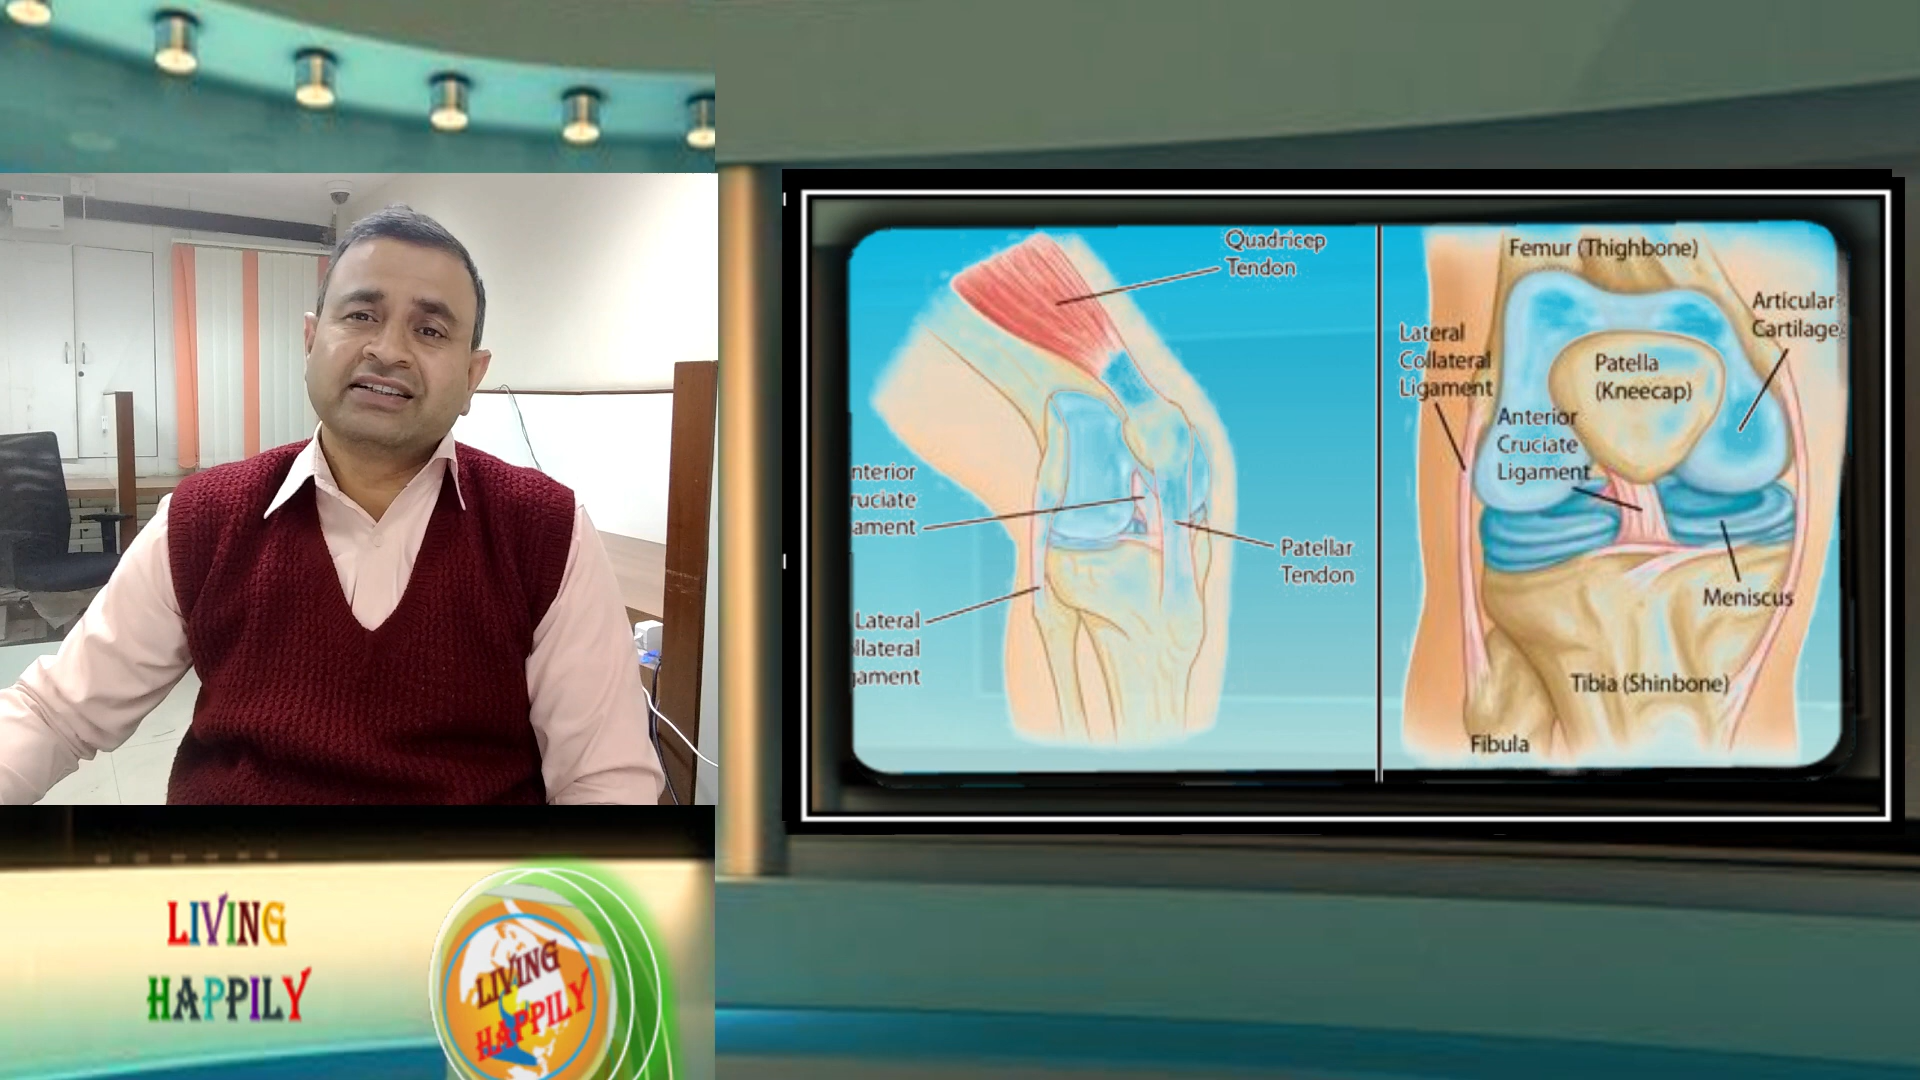 Quadricep
Tendon
nterior
ruciate
ament
Lateral
llateral
jament
Patellar
Tendon
Femur (Thighbone)
Articular
Cartilage
Lateral
Collateral
Ligament
Patella
(Kneecap)
Anterior
Cruciate
Ligament
Meniscus
Tibia (Shinbone)
Fibula
LIVING
HAPPILY
LIVING
HAPPILY